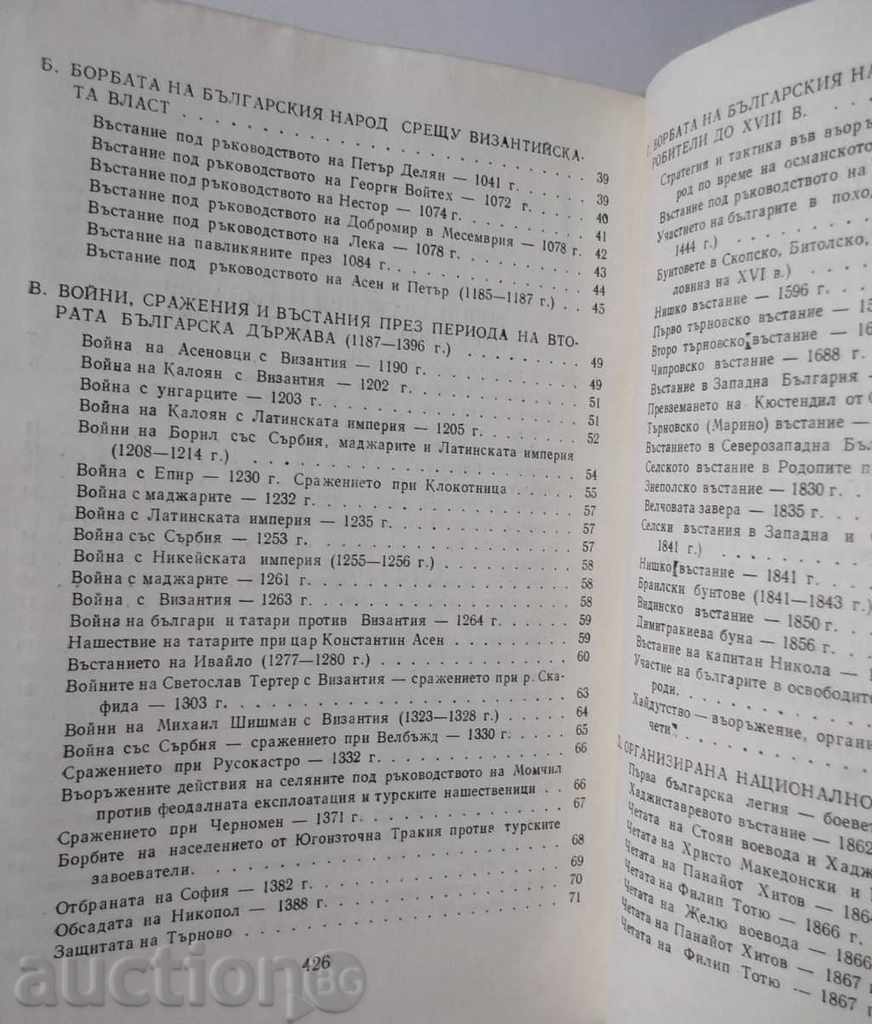 Б. БОРБАТА НА БЪЛГАРСКИЯ НАРОД СРЕЩУ ВИЗАНТИЙСКА-
ТА ВЛАСТ . . . . . . . . . . 39
Въстание под ръководството на Петър Делян — 1041 г. . . . 39
Въстание под ръководството на Георги Войтех — 1072 г. . . 40
Въстание под ръководството на Нестор — 1074 г. . . . 41
Въстание под ръководството на Добромир в Месемврия — 1078 г. 42
Въстание под ръководството на Лека — 1078 г. . . . 43
Въстание на павликяните през 1084 г. . . . 44
Въстание под ръководството на Асен и Петър (1185—1187 г.) . . 45
В. ВОЙНИ, СРАЖЕНИЯ И ВЪСТАНИЯ ПРЕЗ ПЕРИОДА НА ВТО-
РАТА БЪЛГАРСКА ДЪРЖАВА (1187—1396 г.) . . . 49
Война на Асеновци с Византия — 1190 г. . . . 49
Война на Калоян с Византия — 1202 г. . . . 51
Война с унгарците — 1203 г. . . . 51
Война на Калоян с Латинската империя — 1205 г. . . . 52
Войни на Борил със Сърбия, маджарите и Латинската империя
(1208—1214 г.) . . . 54
Война с Епир — 1230 г. Сражението при Клокотница . . . 55
Война с маджарите — 1232 г. . . . 57
Война с Латинската империя — 1235 г. . . . 57
Война със Сърбия — 1253 г. . . . 57
Война с Никейската империя (1255—1256 г.) . . . 58
Война с маджарите — 1261 г. . . . 58
Война с Византия — 1263 г. . . . 58
Война на българи и татари против Византия — 1264 г. . . . 59
Нашествие на татарите при цар Константин Асен . . . 59
Въстанието на Ивайло (1277—1280 г.) . . . 60
Войните на Светослав Тертер с Византия — сражението при р. Ска-
фида — 1303 г. . . . 63
Войни на Михаил Шишман с Византия (1323—1328 г.) . . . 64
Война със Сърбия — сражението при Велбъжд — 1330 г. . . . 65
Сражението при Русокастро — 1332 г. . . . 66
Въоръжените действия на селяните под ръководството на Момчил
против феодалната експлоатация и турските нашественици . . 66
Сражението при Черномен — 1371 г. . . . 67
Борбите на населението от Югоизточна Тракия против турските
завоеватели. . . . 68
Отбраната на София — 1382 г. . . . 69
Обсадата на Никопол — 1388 г. . . . 70
Защитата на Търново . . . 71
426
БОРБАТА НА БЪЛГАРСКИЯ НА
РОБИТЕЛИ ДО XVIII В. . . .
Стратегия и тактика във въоръ
род по време на османското
Въстание под ръководството на
Участието на българите в поход
1444 г.) . . .
Бунтовете в Скопско, Битолско,
ловина на XVI в.) . . .
Нишко въстание — 1596 г. . .
Първо търновско въстание — 15
Второ търновско въстание —
Чипровско въстание — 1688 г. .
Въстание в Западна България —
Превземането на Кюстендил от
Търновско (Марино) въстание —
Въстанието в Северозападна Бъл
Селското въстание в Родопите п
Знеполско въстание — 1830 г.
Велчовата завера — 1835 г. . .
Селски въстания в Западна и
1841 г.) . . .
Нишко въстание — 1841 г. . .
Браилски бунтове (1841—1843 г.)
Видинско въстание — 1850 г.
Димитракиева буна — 1856 г.
Въстание на капитан Никола — 1
Участие на българите в освободите
роди. . . .
Хайдутство — въоръжение, органи
чети . . .
ОРГАНИЗИРАНА НАЦИОНАЛНО
Първа българска легия — боевет
Хаджиставревото въстание — 1862
Четата на Стоян воевода и Хадж
Четата на Христо Македонски и
Четата на Панайот Хитов — 1864
Четата на Филип Тотю — 1866 г.
Четата на Желю воевода — 1866
Четата на Панайот Хитов — 1867
Четата на Филип Тотю — 1867 г
auctionBG